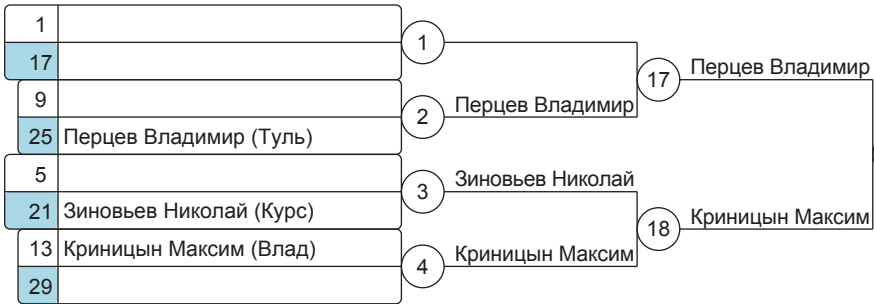 1
17
1
9
25 Перцев Владимир (Туль)
2
Перцев Владимир
17
Перцев Владимир
5
21 Зиновьев Николай (Курс)
3
Зиновьев Николай
13 Криницын Максим (Влад)
29
4
Криницын Максим
18
Криницын Максим